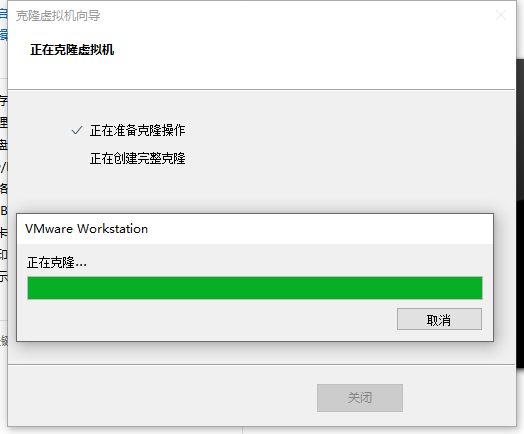 克隆虚拟机向导
正在克隆虚拟机
正在准备克隆操作
正在创建完整克隆
VMware Workstation
正在克隆...
取消
关闭